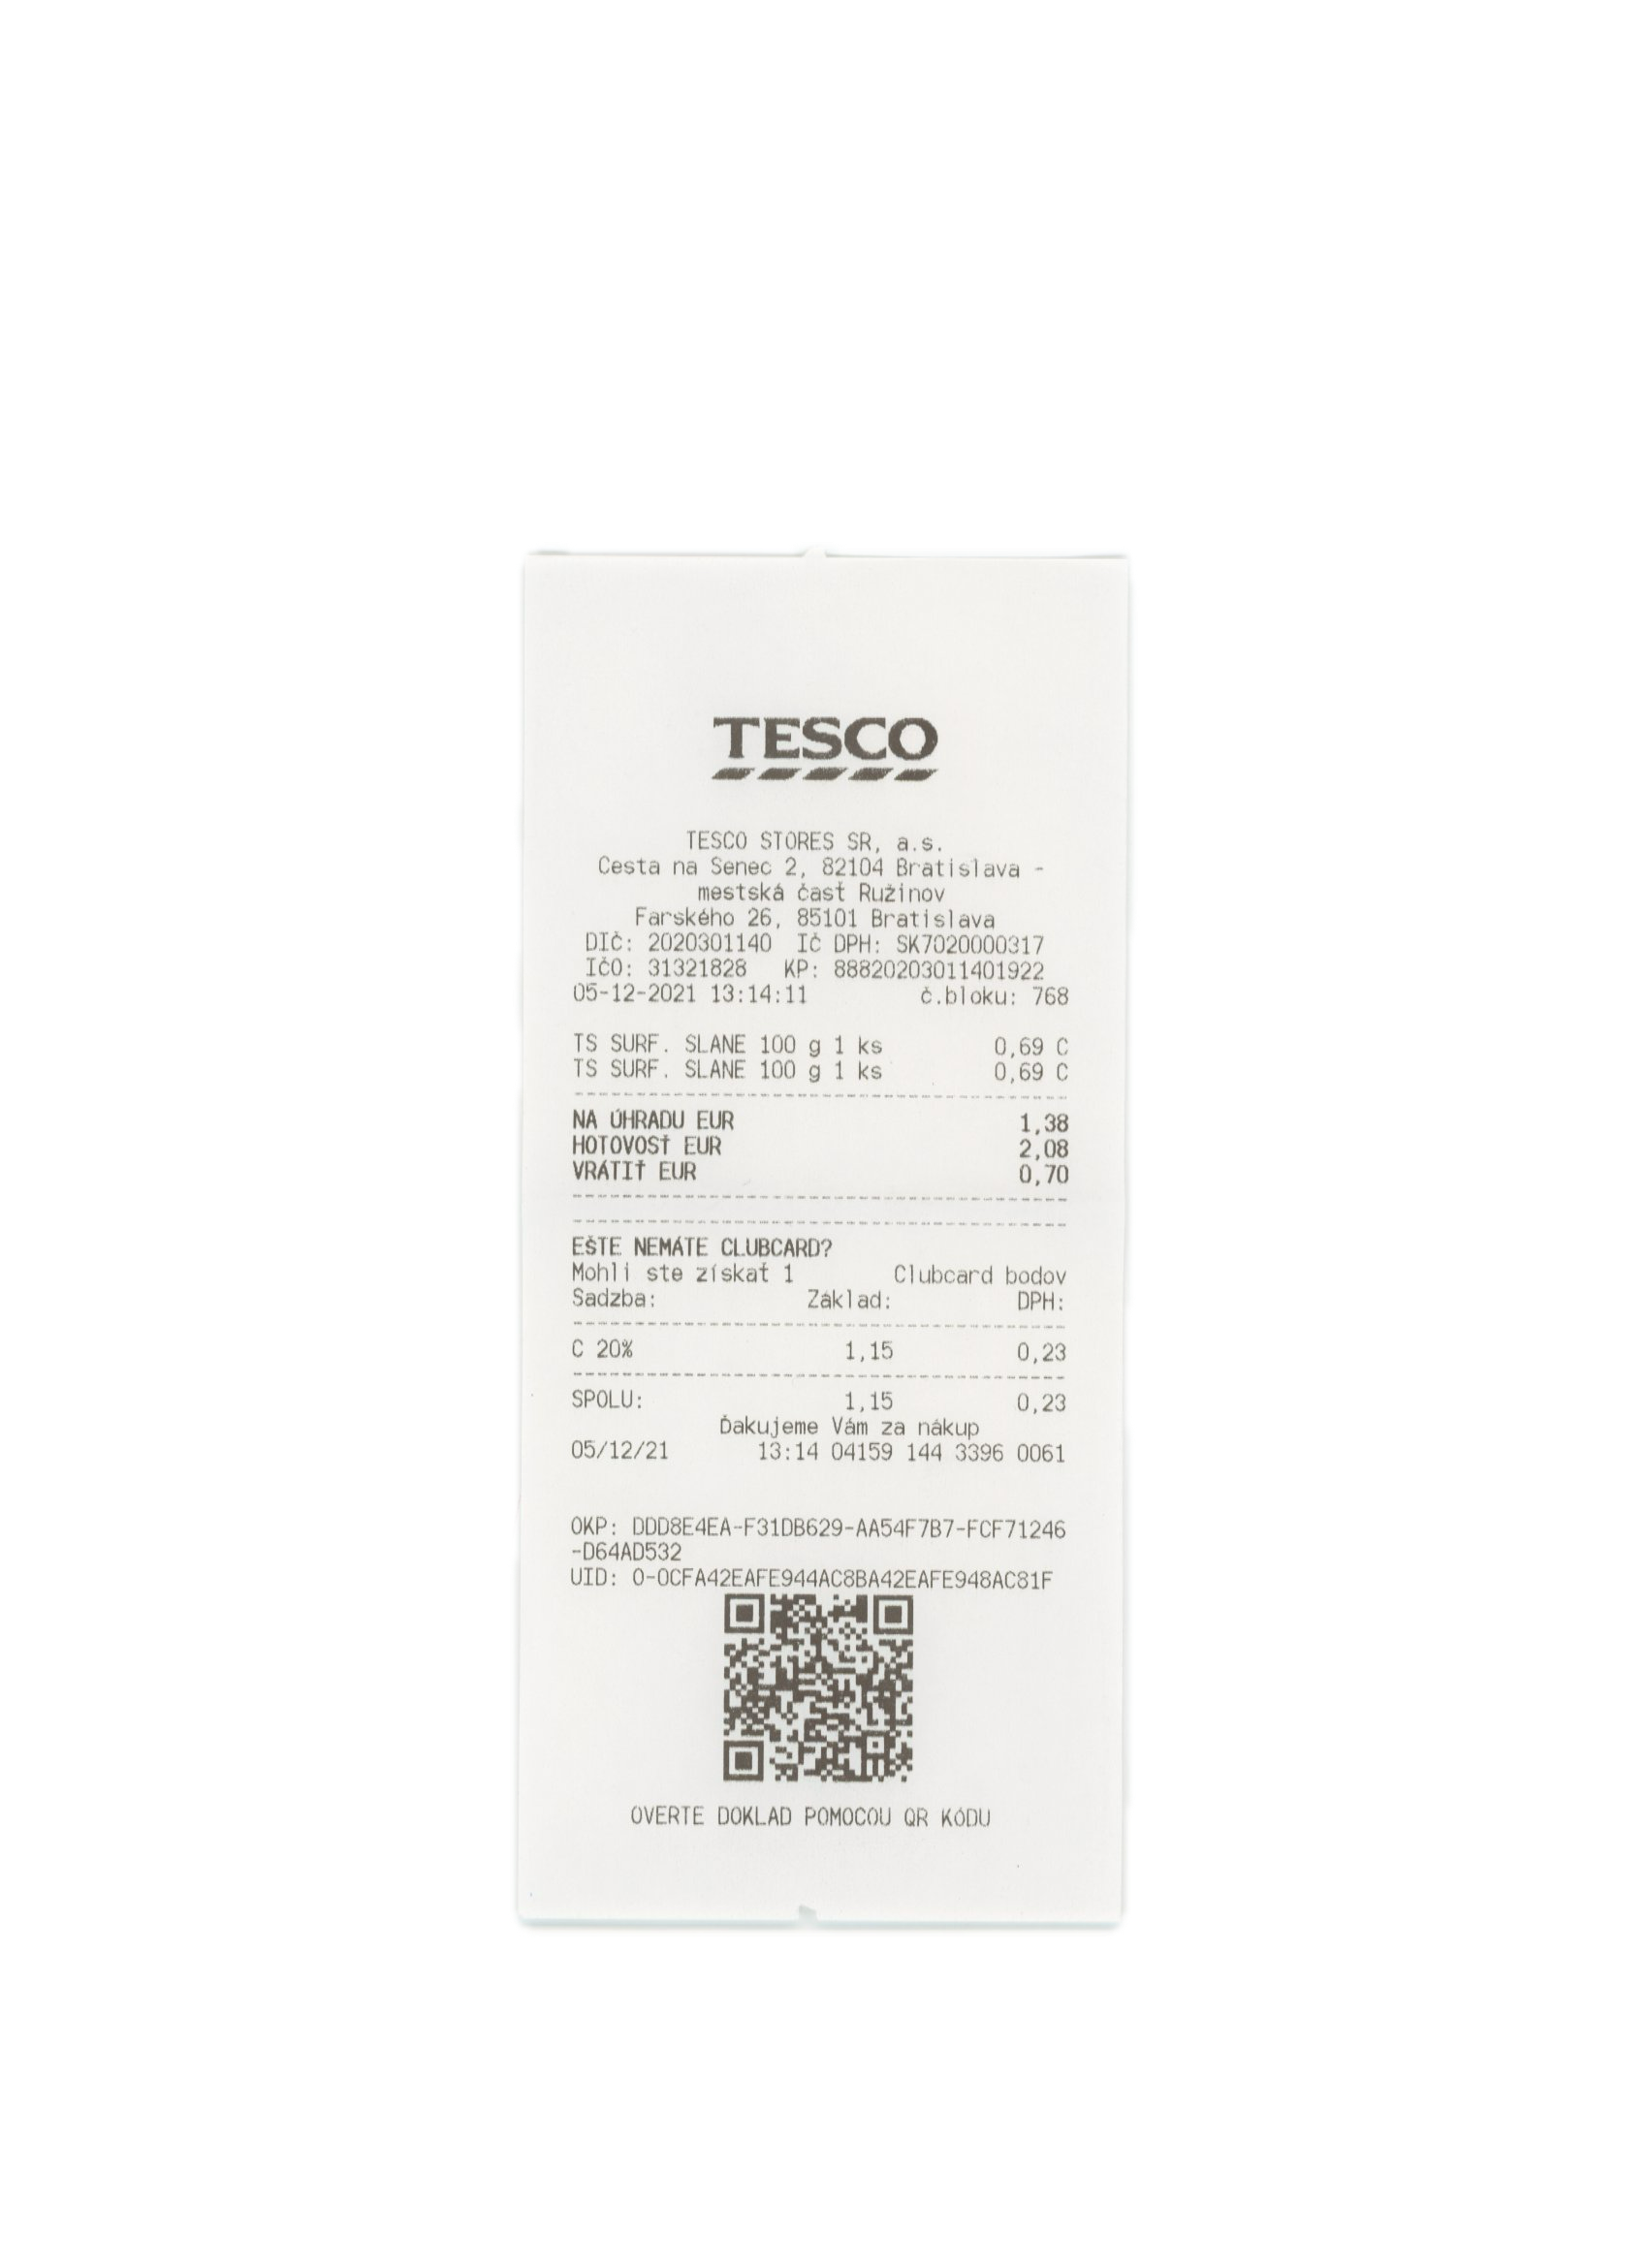 TESCO
TESCO STORES SR, a.s.
Cesta na Senec 2, 82104 Bratislava -
mestská časť Ružinov
Farského 26, 85101 Bratislava
DIČ: 2020301140 IČ DPH: SK7020000317
IČO: 31321828 KP: 88820203011401922
05-12-2021 13:14:11 č.bloku: 768
TS SURF. SLANE 100 g 1 ks 0,69 C
TS SURF. SLANE 100 g 1 ks 0,69 C
NA ÚHRADU EUR 1,38
HOTOVOSŤ EUR 2,08
VRÁTIŤ EUR 0,70
EŠTE NEMÁTE CLUBCARD?
Mohli ste získať 1 Clubcard bodov
Sadzba: Základ: DPH:
C 20% 1,15 0,23
SPOLU: 1,15 0,23
Ďakujeme Vám za nákup
05/12/21 13:14 04159 144 3396 0061
OKP: DDD8E4EA-F31DB629-AA54F7B7-FCF71246
-D64AD532
UID: O-0CFA42EAFE944AC8BA42EAFE948AC81F
OVERTE DOKLAD POMOCOU QR KÓDU